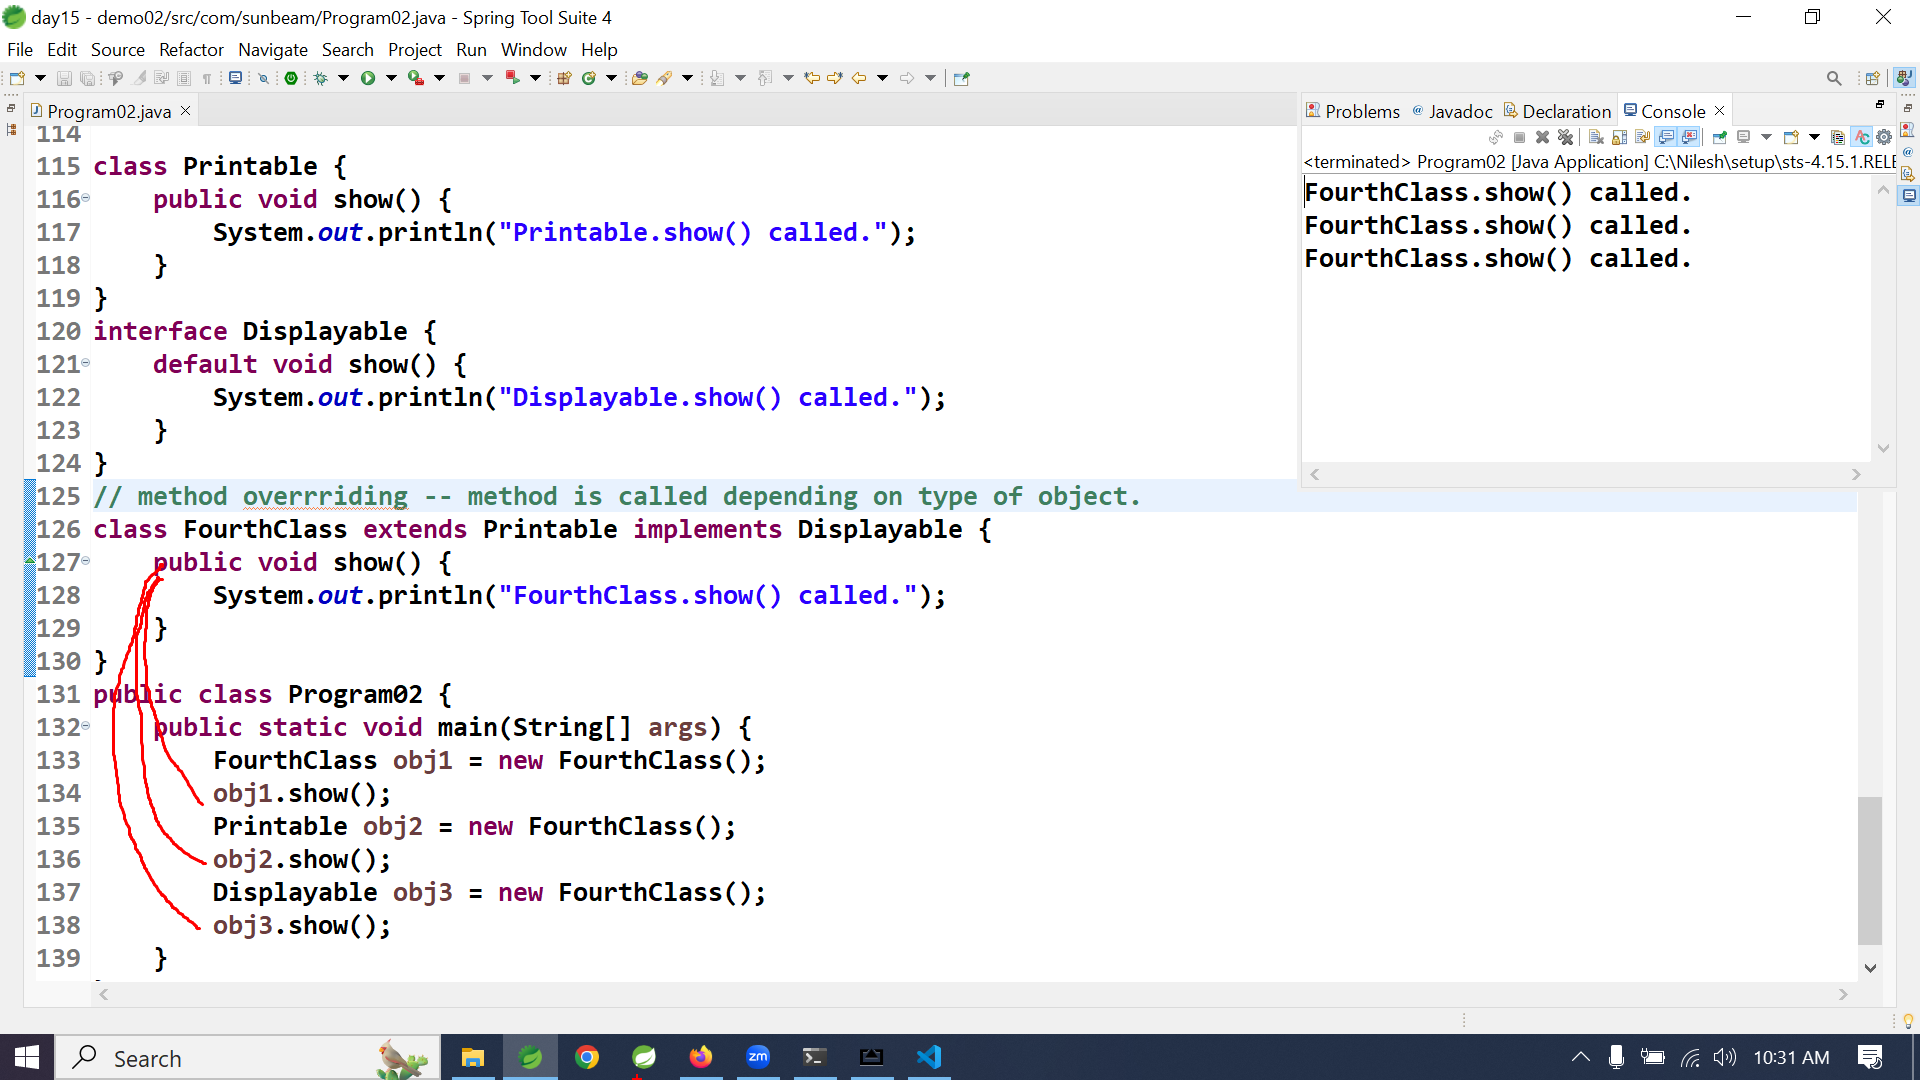 day15 - demo02/src/com/sunbeam/Program02.java - Spring Tool Suite 4
File Edit Source Refactor Navigate Search Project Run Window Help
Program02.java
114
115 class Printable {
116 public void show() {
117 System.out.println("Printable.show() called.");
118 }
119 }
120 interface Displayable {
121 default void show() {
122 System.out.println("Displayable.show() called.");
123 }
124 }
125 // method overrriding -- method is called depending on type of object.
126 class FourthClass extends Printable implements Displayable {
127 public void show() {
128 System.out.println("FourthClass.show() called.");
129 }
130 }
131 public class Program02 {
132 public static void main(String[] args) {
133 FourthClass obj1 = new FourthClass();
134 obj1.show();
135 Printable obj2 = new FourthClass();
136 obj2.show();
137 Displayable obj3 = new FourthClass();
138 obj3.show();
139 }
Problems @ Javadoc Declaration Console
<terminated> Program02 [Java Application] C:\Nilesh\setup\sts-4.15.1.RELE
FourthClass.show() called.
FourthClass.show() called.
FourthClass.show() called.
Search
zm
10:31 AM